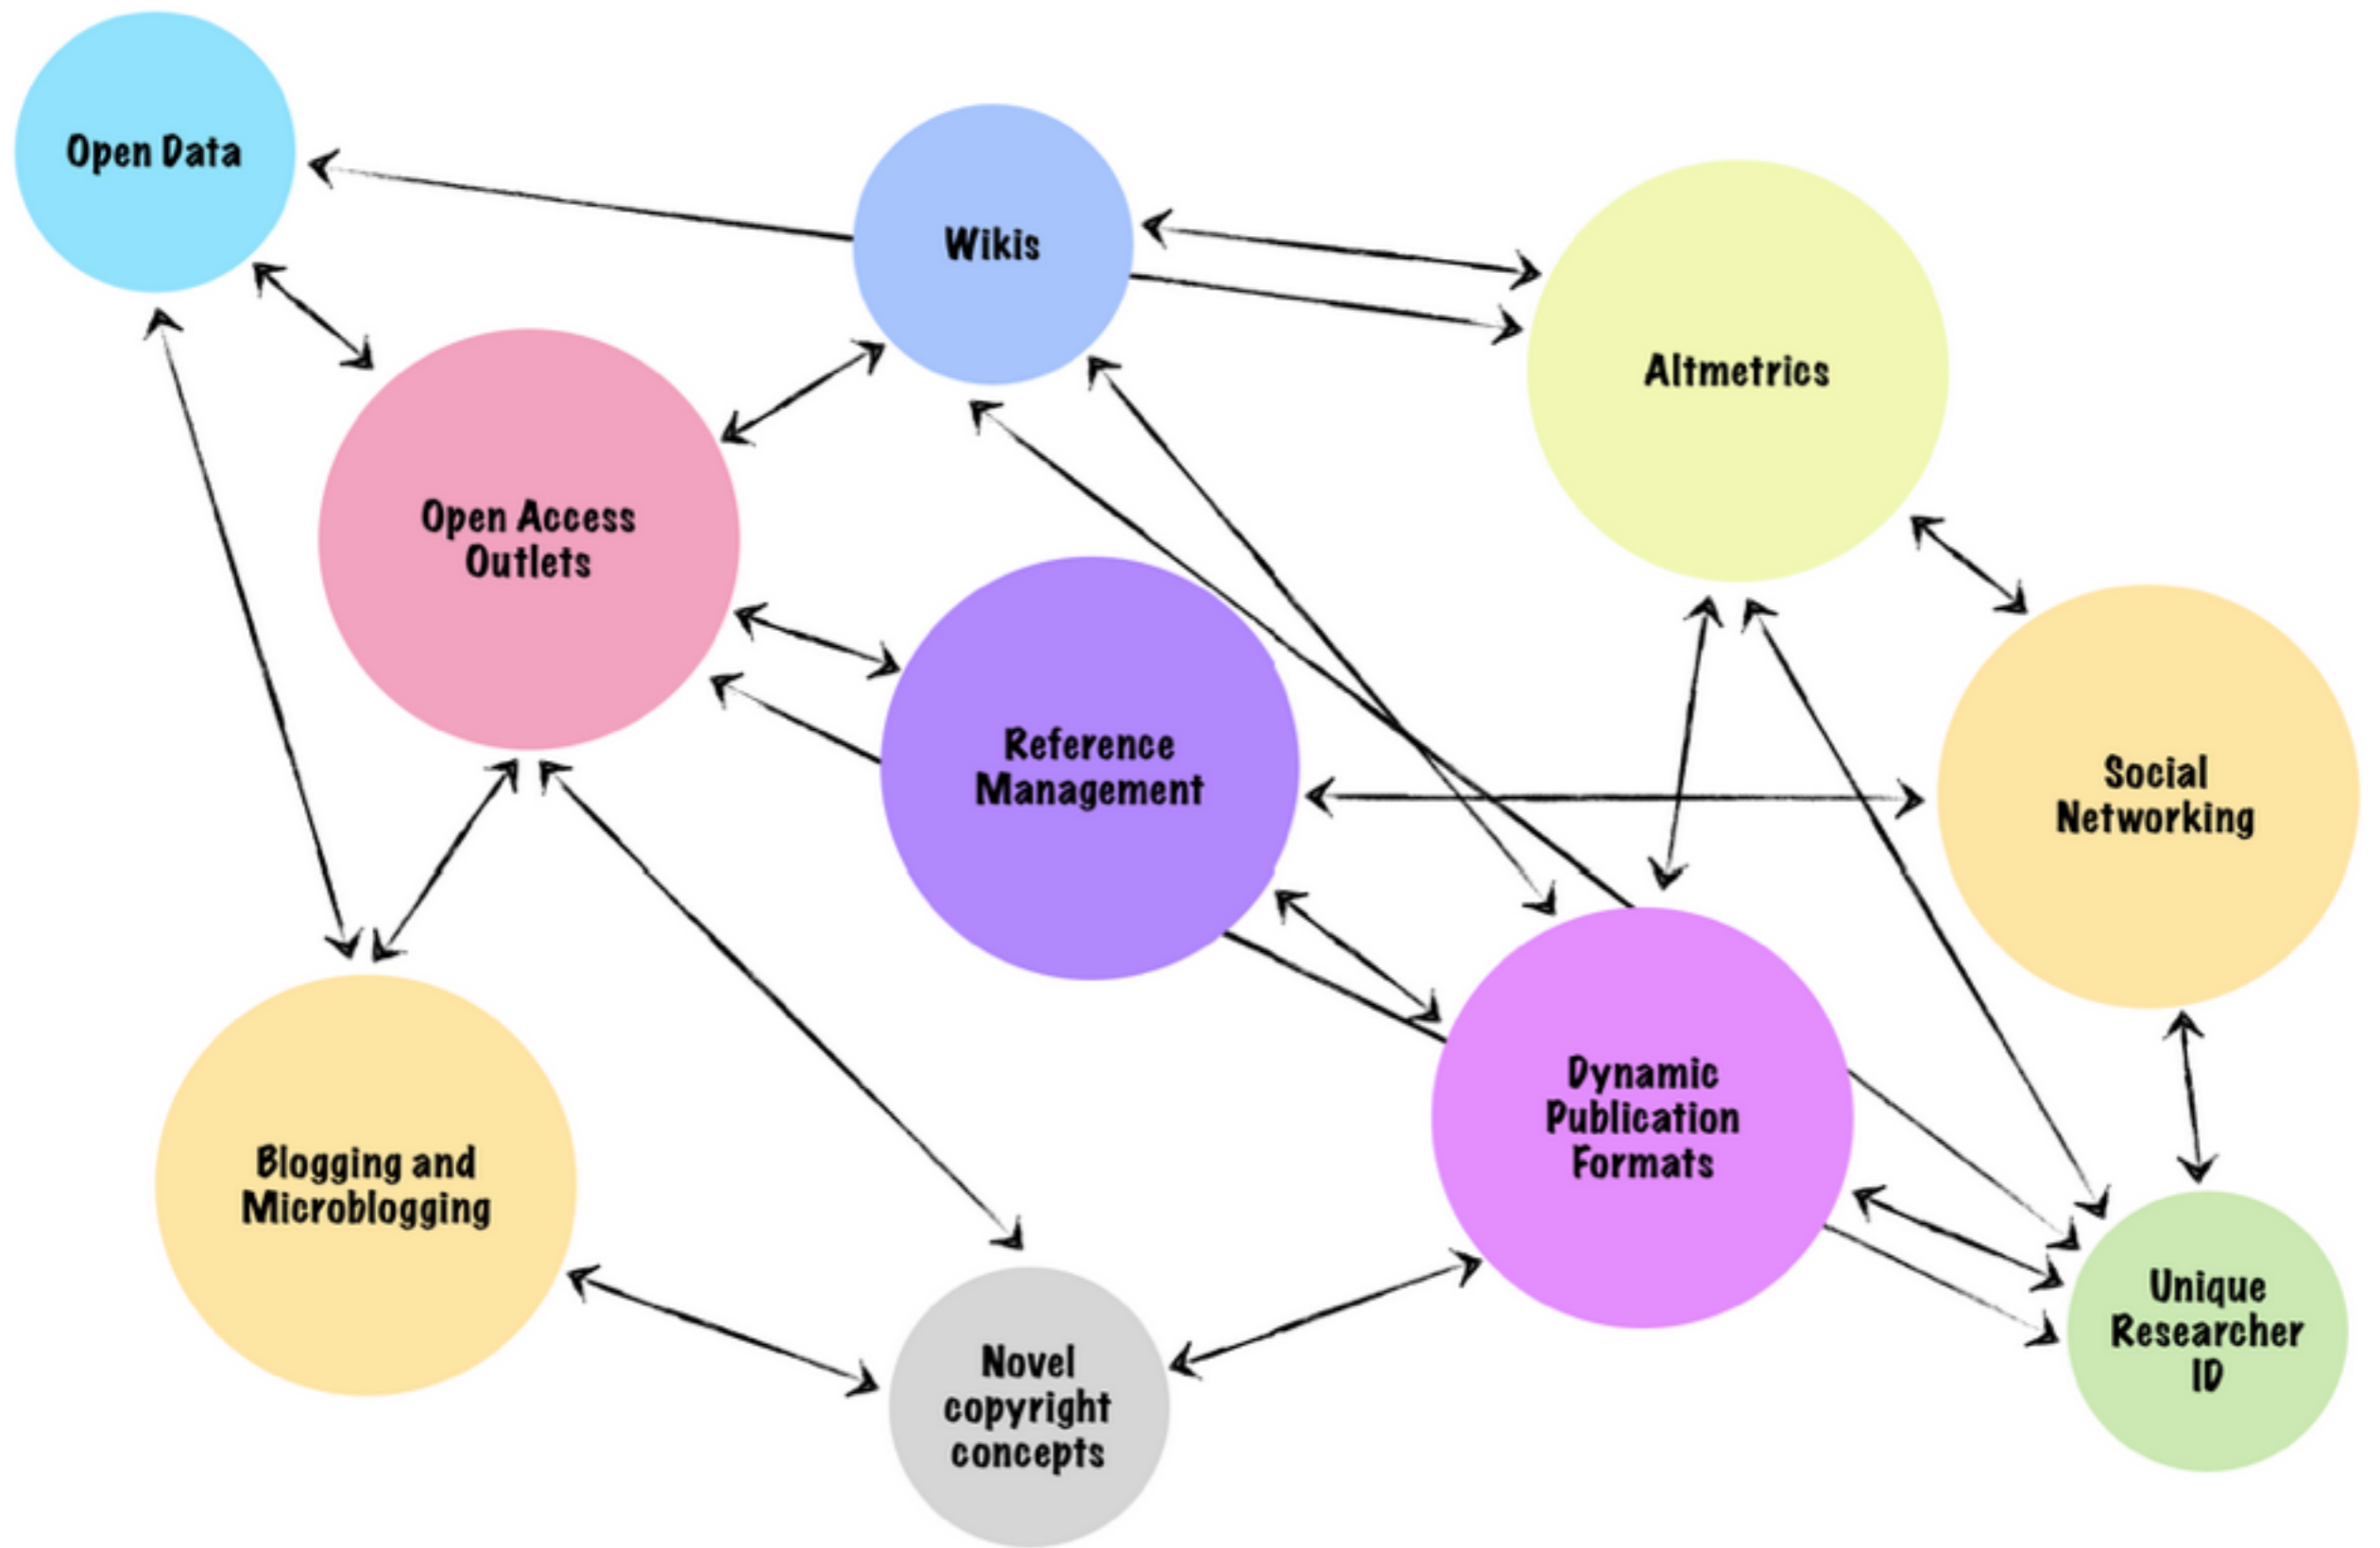 Open Data
Wikis
Altmetrics
Open Access
Outlets
Reference
Management
Social
Networking
Dynamic
Publication
Formats
Blogging and
Microblogging
Unique
Researcher
ID
Novel
copyright
concepts